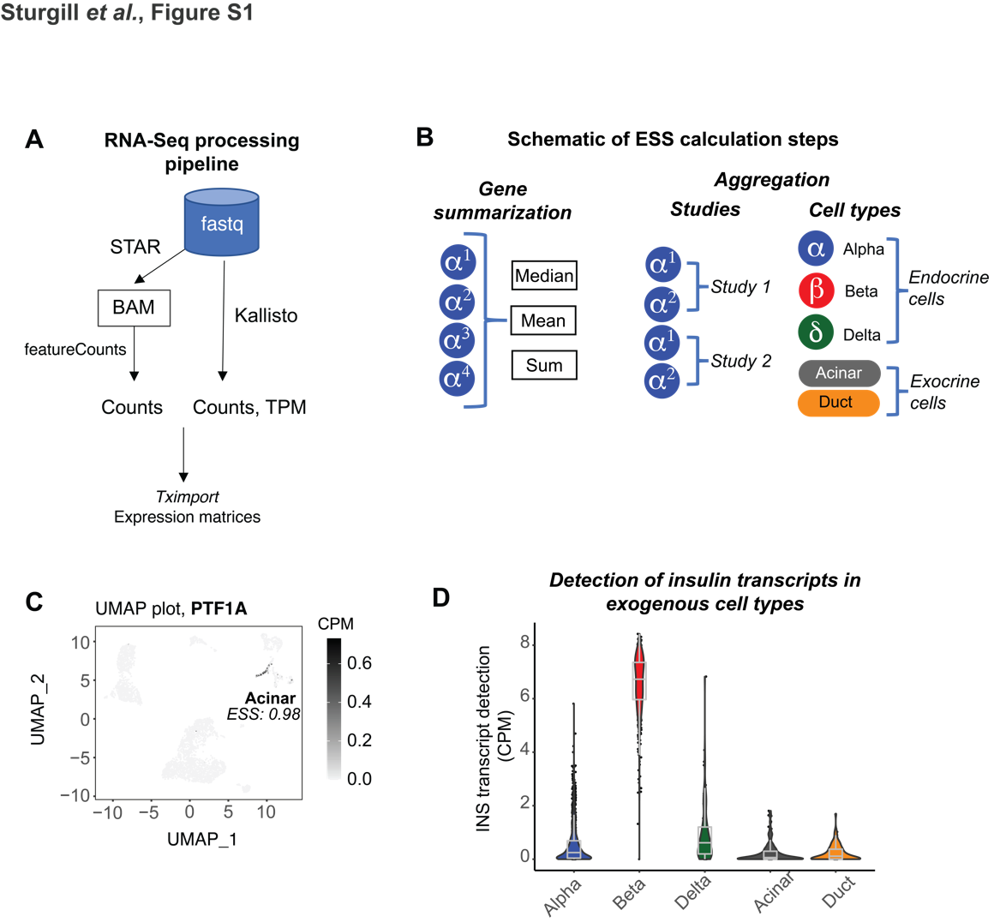 Sturgill et al., Figure S1
A
RNA-Seq processing
pipeline
fastq
STAR
BAM
Kallisto
featureCounts
Counts
Counts, TPM
Tximport
Expression matrices
B
Schematic of ESS calculation steps
Gene
summarization
α1
α2
α3
α4
Median
Mean
Sum
Aggregation
Studies
α1
α2
α1
α2
Study 1
Study 2
Cell types
α Alpha
β Beta
δ Delta
Endocrine
cells
Acinar
Duct
Exocrine
cells
C
UMAP plot, PTF1A
CPM
0.6
0.4
0.2
0.0
10
5
0
−5
−10
UMAP_2
Acinar
ESS: 0.98
−10 −5 0 5 10
UMAP_1
D
Detection of insulin transcripts in
exogenous cell types
INS transcript detection
(CPM)
8
6
4
2
0
Alpha
Beta
Delta
Acinar
Duct